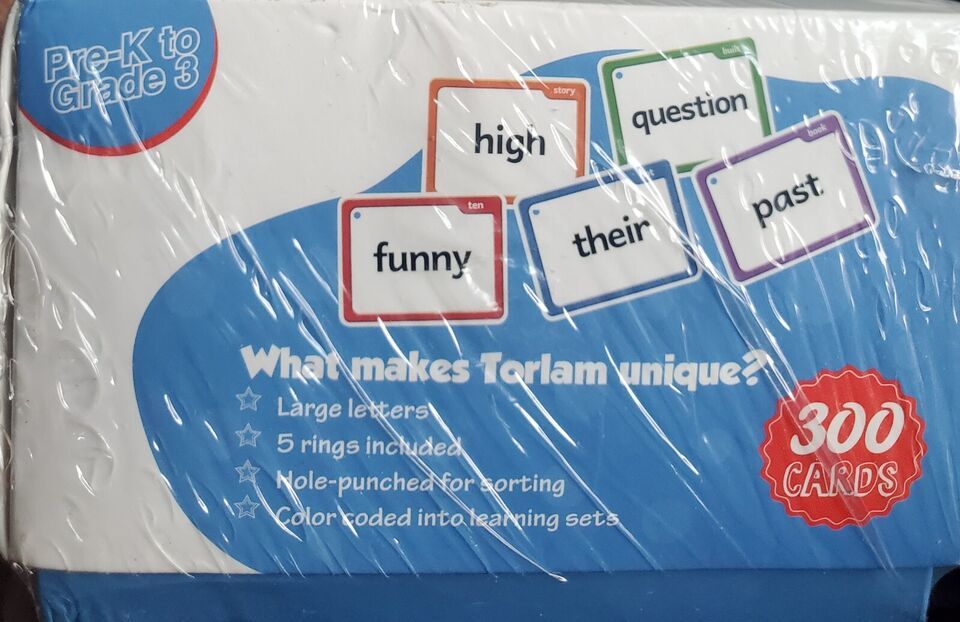 Pre-K to
Grade 3
story
high
built
question
ten
funny
their
book
past
What makes Torlam unique?
Large letters
5 rings included
Hole-punched for sorting
Color coded into learning sets
300
CARDS